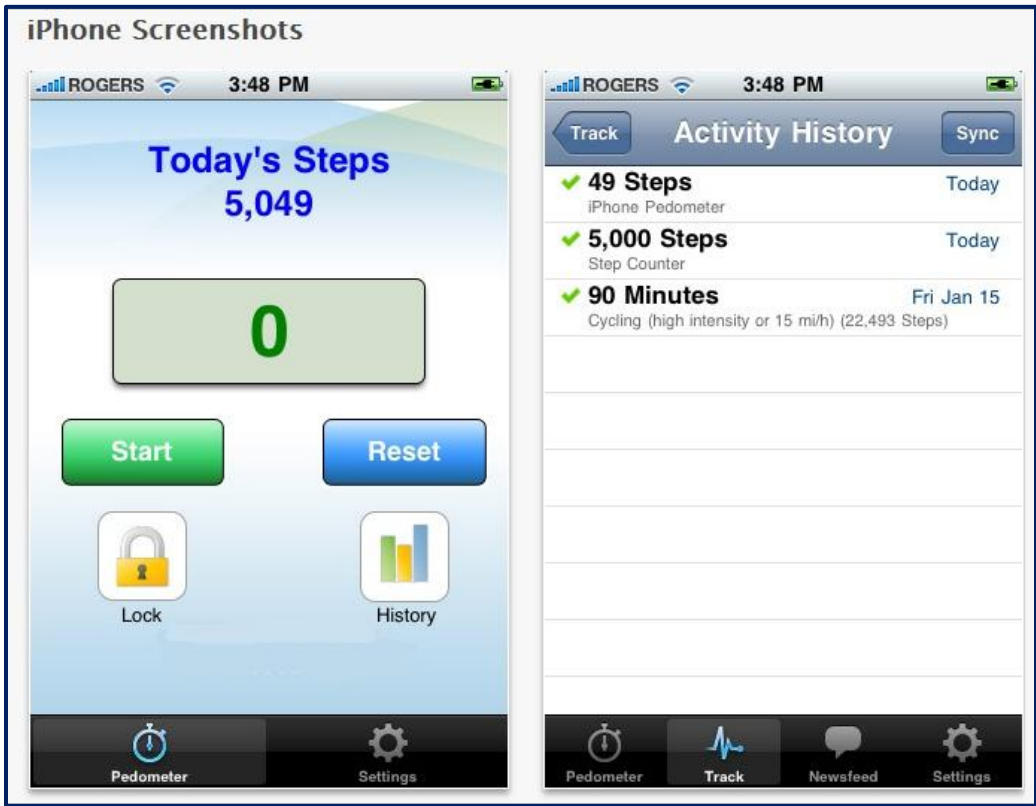 iPhone Screenshots
ROGERS 3:48 PM
Today's Steps
5,049
0
Start Reset
Lock History
Pedometer Settings
ROGERS 3:48 PM
Track Activity History Sync
49 Steps Today
iPhone Pedometer
5,000 Steps Today
Step Counter
90 Minutes Fri Jan 15
Cycling (high intensity or 15 mi/h) (22,493 Steps)
Pedometer Track Newsfeed Settings